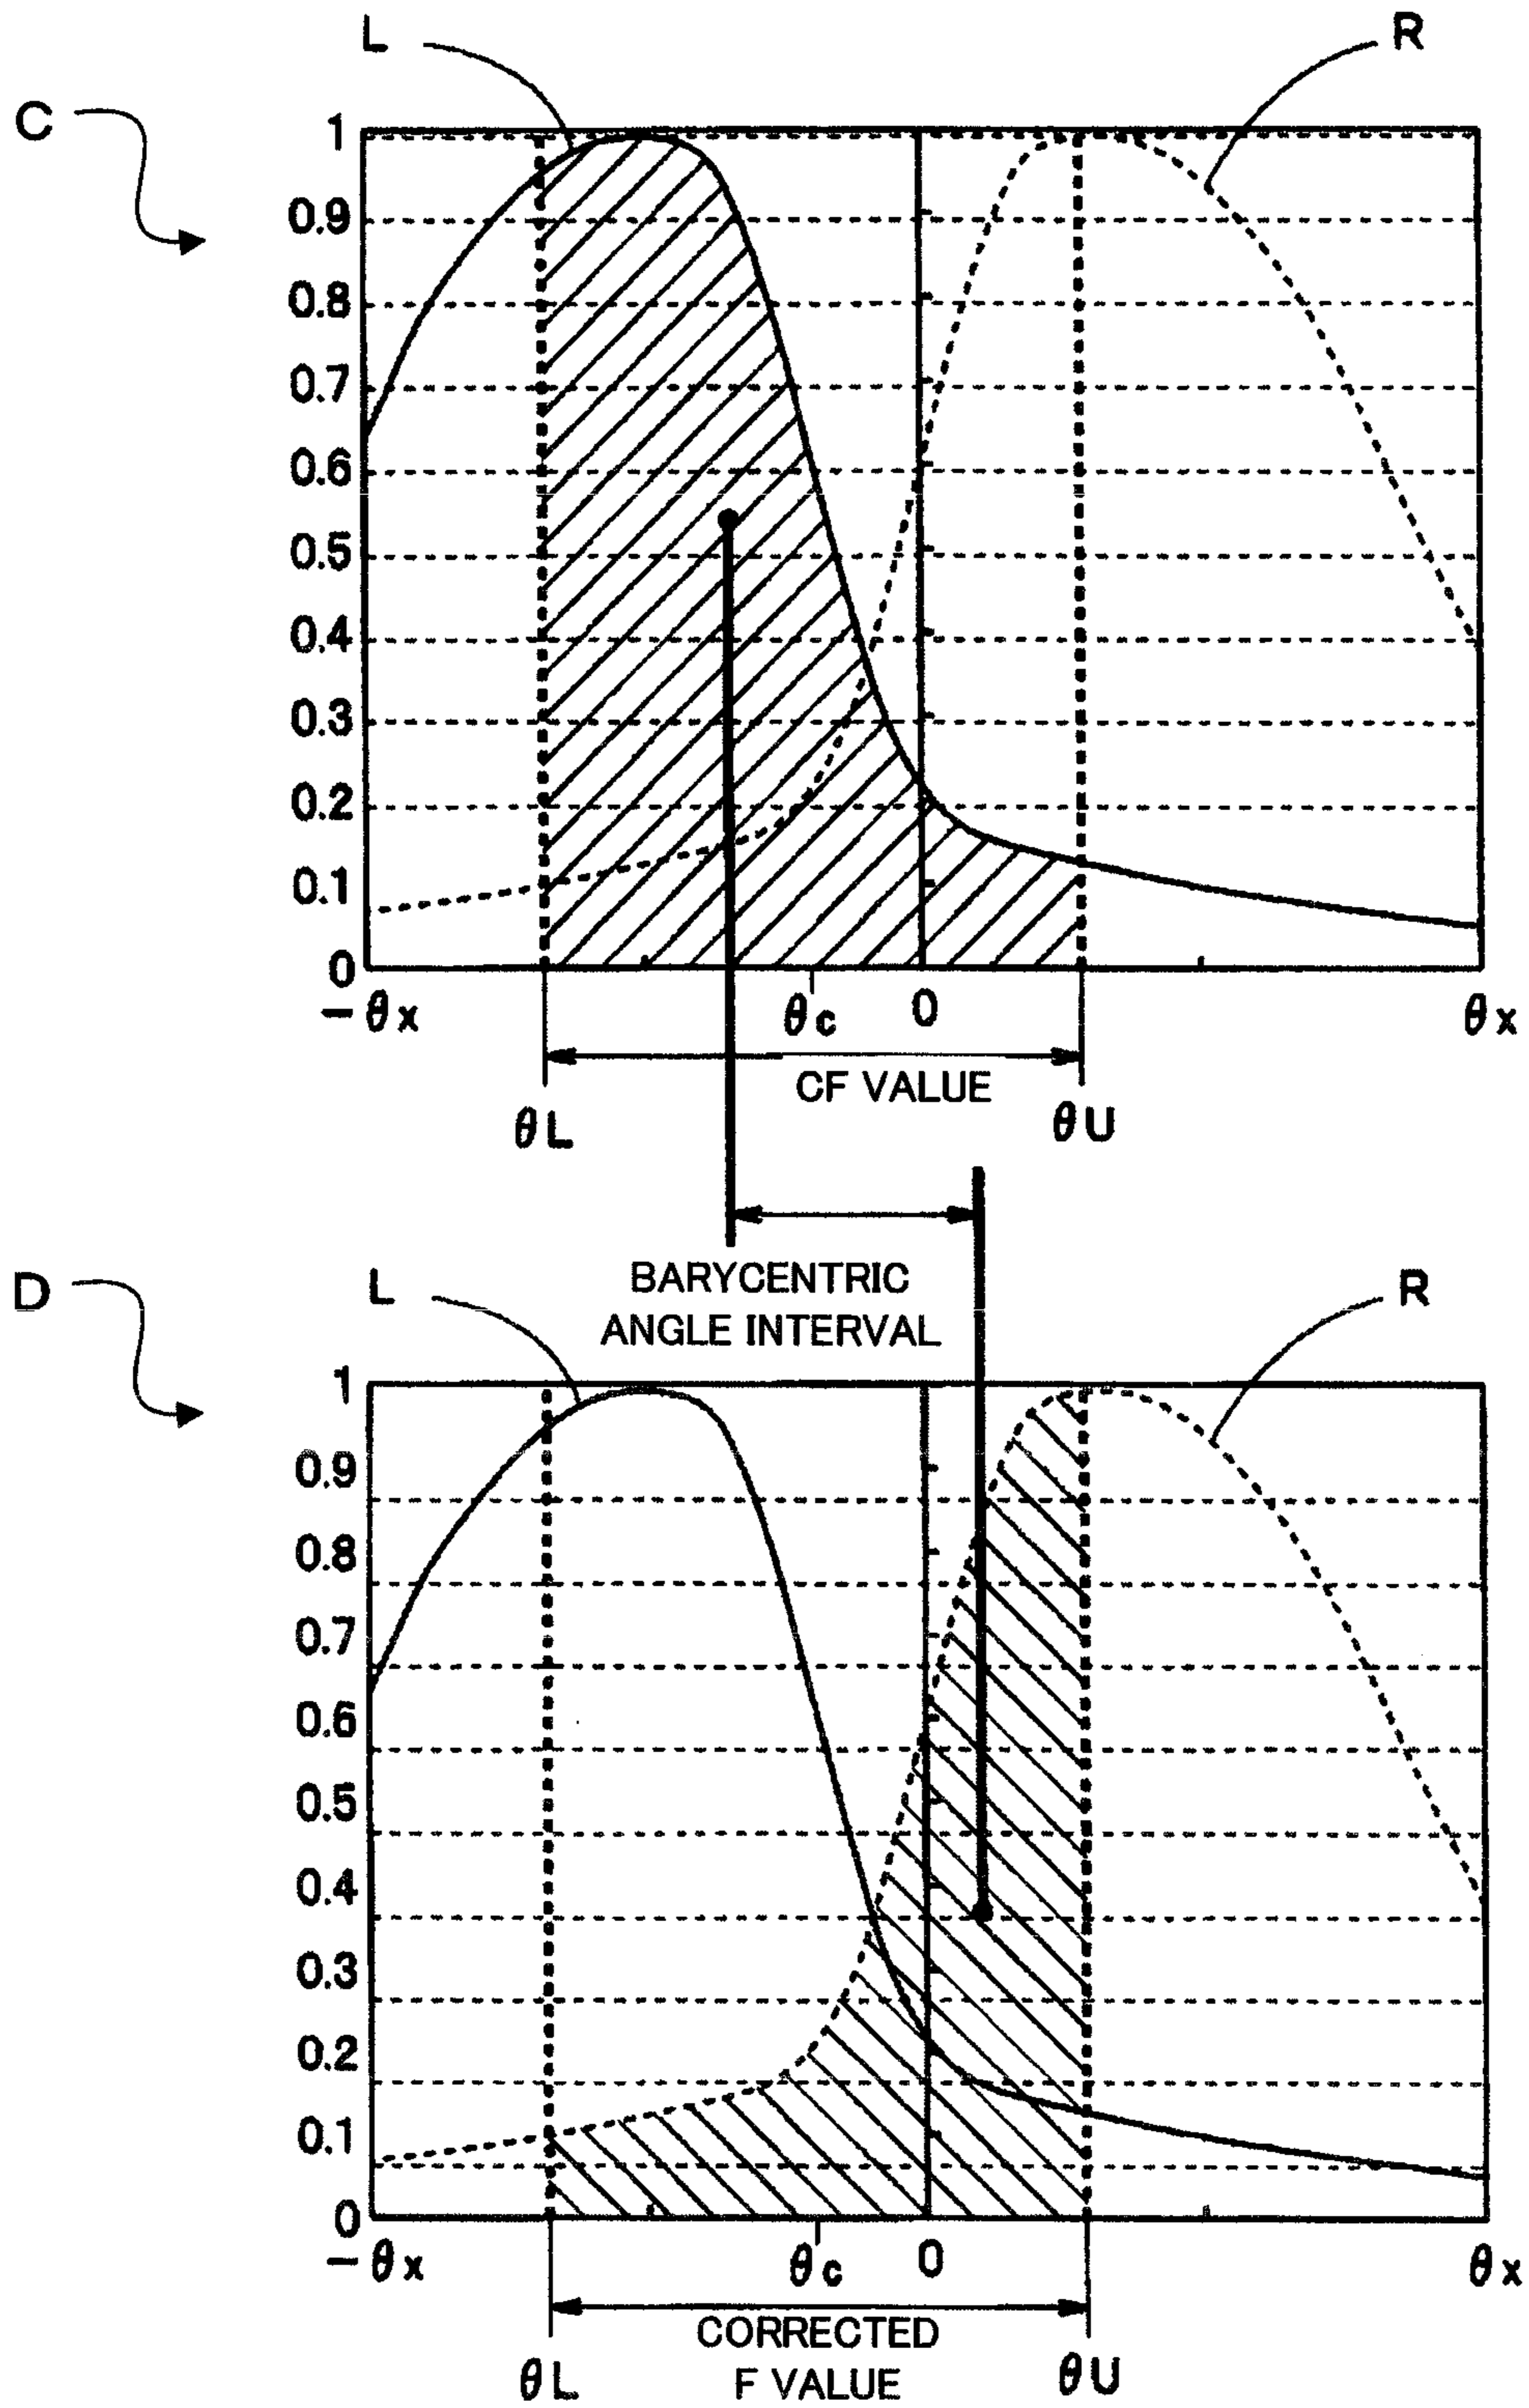 L
R
C
1
0.9
0.8
0.7
0.6
0.5
0.4
0.3
0.2
0.1
0
−θx
θc
0
θx
CF VALUE
θL
θU
BARYCENTRIC
ANGLE INTERVAL
D
L
R
1
0.9
0.8
0.7
0.6
0.5
0.4
0.3
0.2
0.1
0
−θx
θc
0
θx
CORRECTED
F VALUE
θL
θU